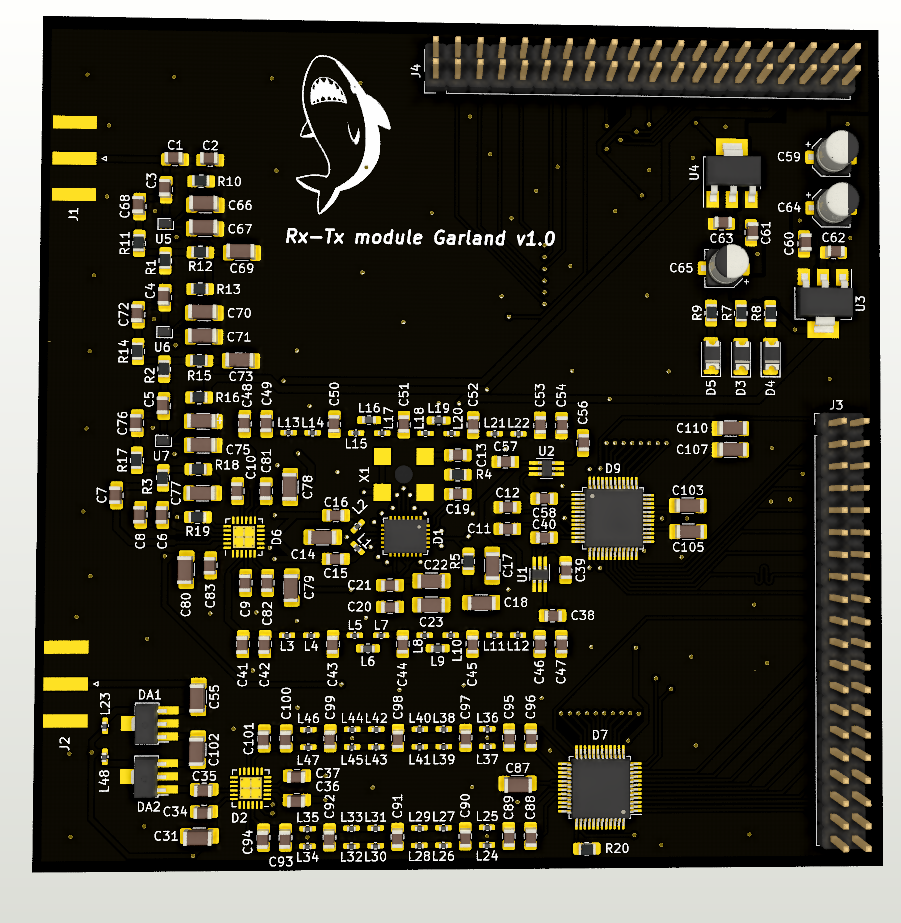 J4
C1
C2
C59
U4
C3
R10
C68
C66
J1
C64
C67
R11
U5
C63
C61
C60
C62
Rx-Tx module Garland v1.0
R1
R12
C69
C65
C4
R13
C72
C70
U3
R9
R7
R8
U6
C71
R14
R2
R15
C73
D5
D3
D4
R16
C5
C48
C49
C50
C51
C52
C53
C54
J3
C76
L13
L14
L15
L16
L17
L18
L19
L20
L21
L22
C56
C110
C107
U7
C75
R17
R18
C10
C81
X1
C13
R4
C57
U2
D9
R3
C77
C78
C7
C19
C12
C58
C103
C8
C6
R19
C16
L2
C11
C40
D6
C14
L1
D1
C105
C15
R5
C17
U1
C39
C80
C83
C9
C82
C79
C21
C22
C20
C23
C18
C38
C41
C42
L3
L4
C43
L5
L7
L6
C44
L8
L9
L10
C45
L11
L12
C46
C47
C55
DA1
L23
J2
C101
C100
L46
C99
L44
L42
C98
L40
L38
C97
L36
C95
C96
D7
L47
L45
L43
L41
L39
L37
C102
L48
DA2
C35
C37
C36
C87
C34
D2
C31
C94
C93
L35
C92
L33
L31
C91
L29
L27
C90
L25
C89
C88
L34
L32
L30
L28
L26
L24
R20